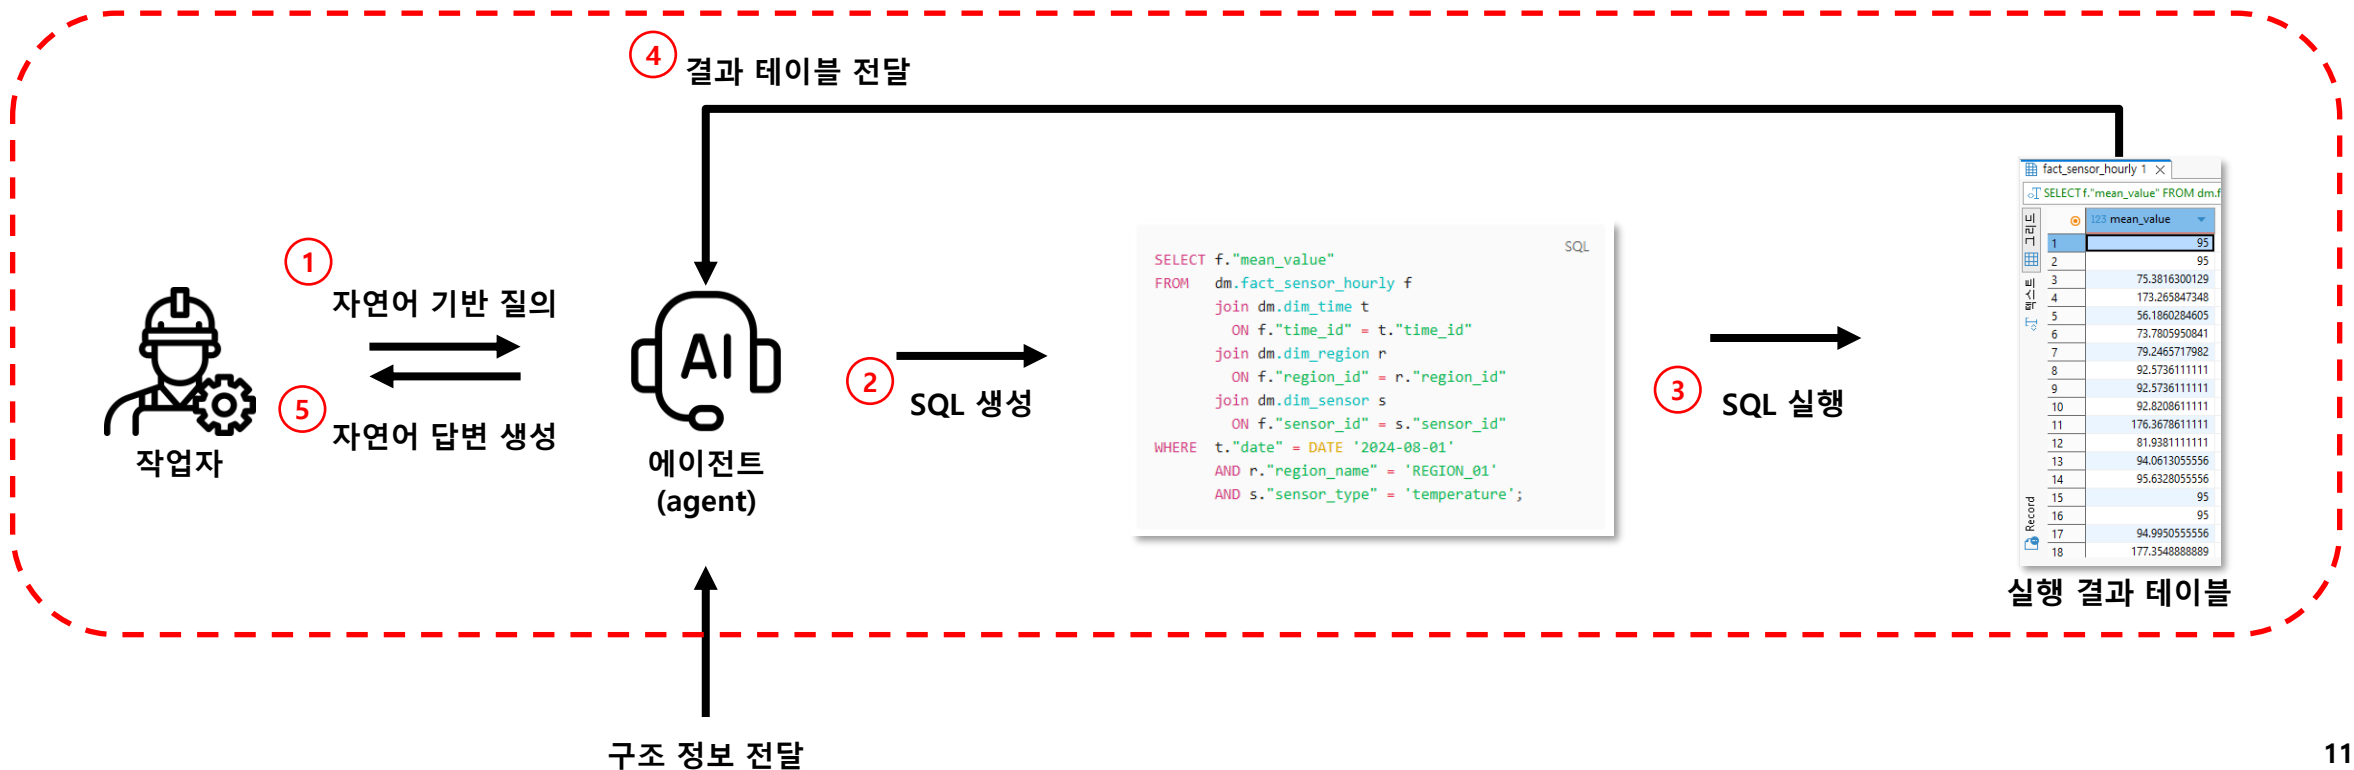 4
결과 테이블 전달
1
자연어 기반 질의
5
자연어 답변 생성
작업자
AI
에이전트
(agent)
2
SQL 생성
SQL
SELECT f."mean_value"
FROM dm.fact_sensor_hourly f
join dm.dim_time t
ON f."time_id" = t."time_id"
join dm.dim_region r
ON f."region_id" = r."region_id"
join dm.dim_sensor s
ON f."sensor_id" = s."sensor_id"
WHERE t."date" = DATE '2024-08-01'
AND r."region_name" = 'REGION_01'
AND s."sensor_type" = 'temperature';
3
SQL 실행
fact_sensor_hourly 1
SELECT f."mean_value" FROM dm.f
그리드
텍스트
Record
123 mean_value
1 95
2 95
3 75.3816300129
4 173.265847348
5 56.1860284605
6 73.7805950841
7 79.2465717982
8 92.5736111111
9 92.5736111111
10 92.8208611111
11 176.3678611111
12 81.9381111111
13 94.0613055556
14 95.6328055556
15 95
16 95
17 94.9950555556
18 177.3548888889
실행 결과 테이블
구조 정보 전달
11